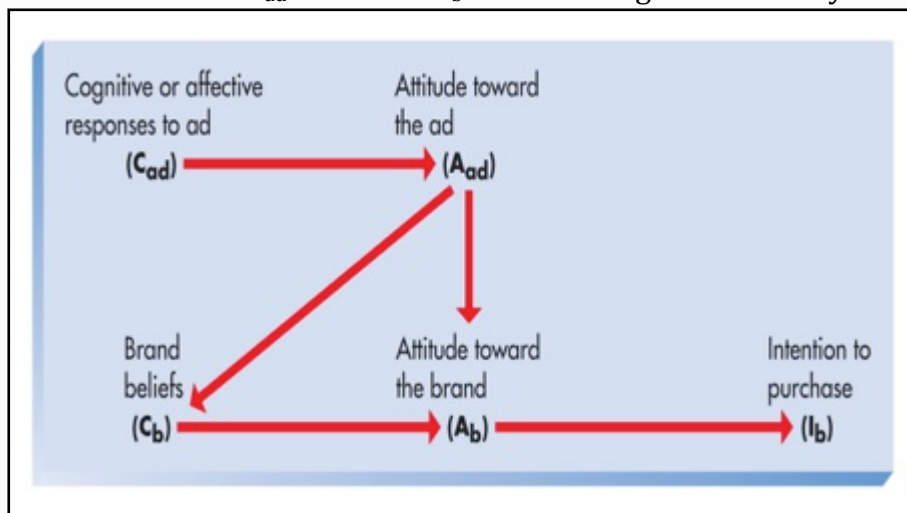 Cognitive or affective
responses to ad
(Cad)
Attitude toward
the ad
(Aad)
Brand
beliefs
(Cb)
Attitude toward
the brand
(Ab)
Intention to
purchase
(Ib)